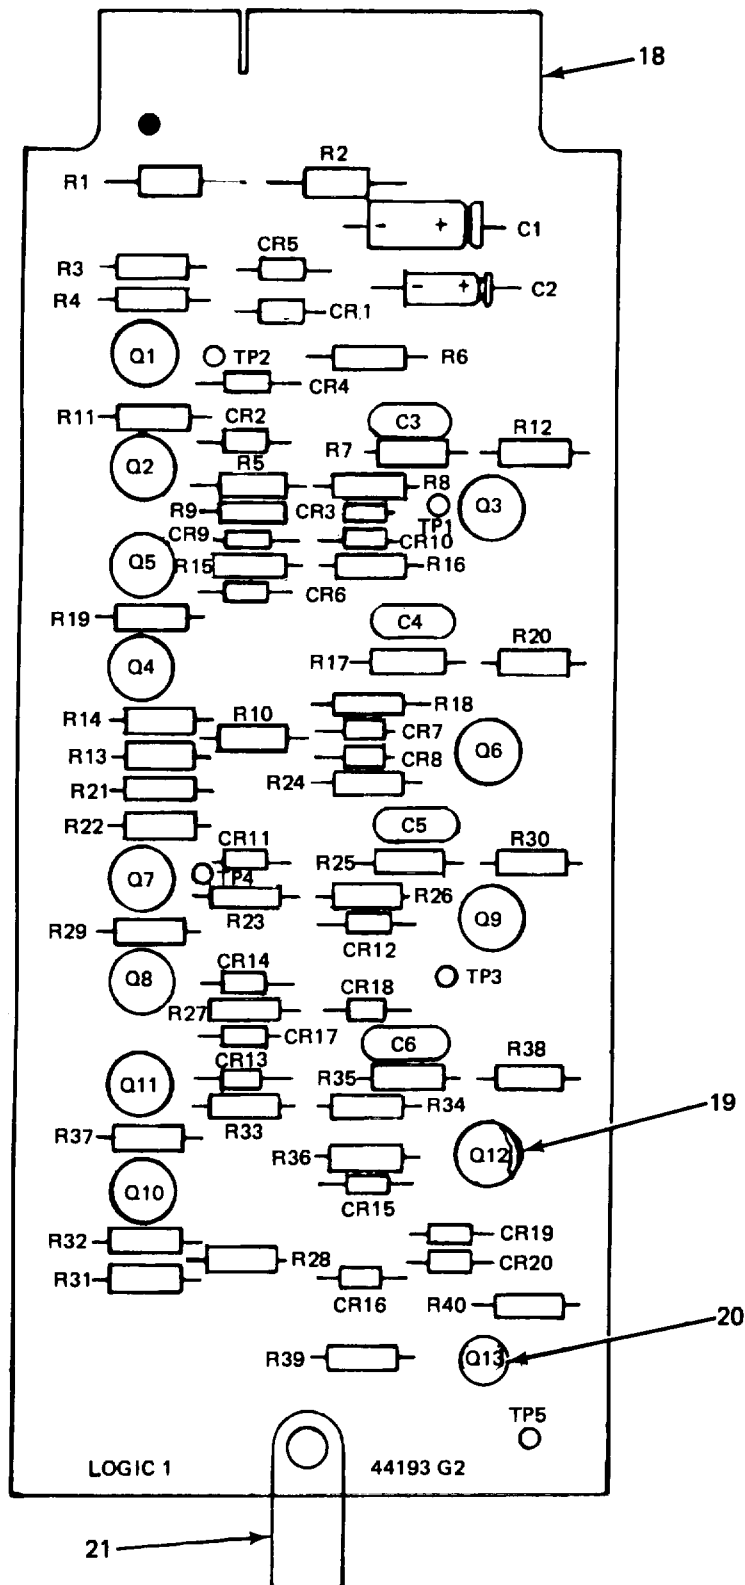 18
R1
R2
- +
C1
R3
CR5
R4
- +
C2
CR1
Q1
TP2
R6
CR4
R11
CR2
C3
R7
R12
Q2
R5
R8
R9
CR3
TP1
Q3
CR9
CR10
Q5
R15
R16
CR6
R19
C4
Q4
R17
R20
R14
R10
R18
CR7
R13
CR8
Q6
R21
R24
R22
C5
CR11
R25
R30
Q7
TP4
R23
R26
Q9
R29
CR12
Q8
CR14
TP3
R27
CR18
CR17
C6
CR13
R35
R38
Q11
R33
R34
19
R37
R36
Q12
Q10
CR15
R32
CR19
R28
CR20
R31
CR16
R40
20
R39
Q13
TP5
LOGIC 1
44193 G2
21